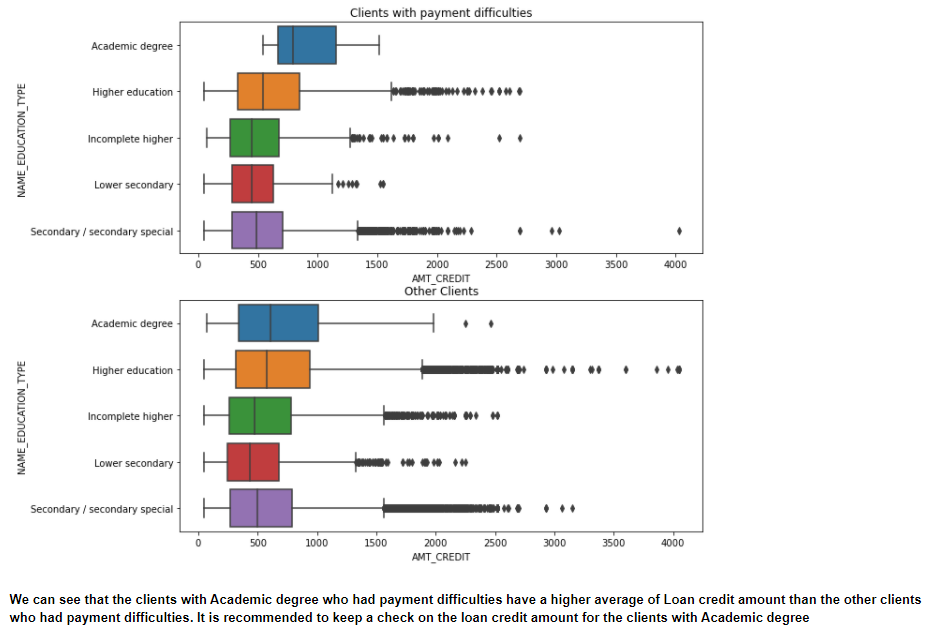 Clients with payment difficulties
NAME_EDUCATION_TYPE
Academic degree
Higher education
Incomplete higher
Lower secondary
Secondary / secondary special
0 500 1000 1500 2000 2500 3000 3500 4000
AMT_CREDIT
Other Clients
NAME_EDUCATION_TYPE
Academic degree
Higher education
Incomplete higher
Lower secondary
Secondary / secondary special
0 500 1000 1500 2000 2500 3000 3500 4000
AMT_CREDIT
We can see that the clients with Academic degree who had payment difficulties have a higher average of Loan credit amount than the other clients
who had payment difficulties. It is recommended to keep a check on the loan credit amount for the clients with Academic degree